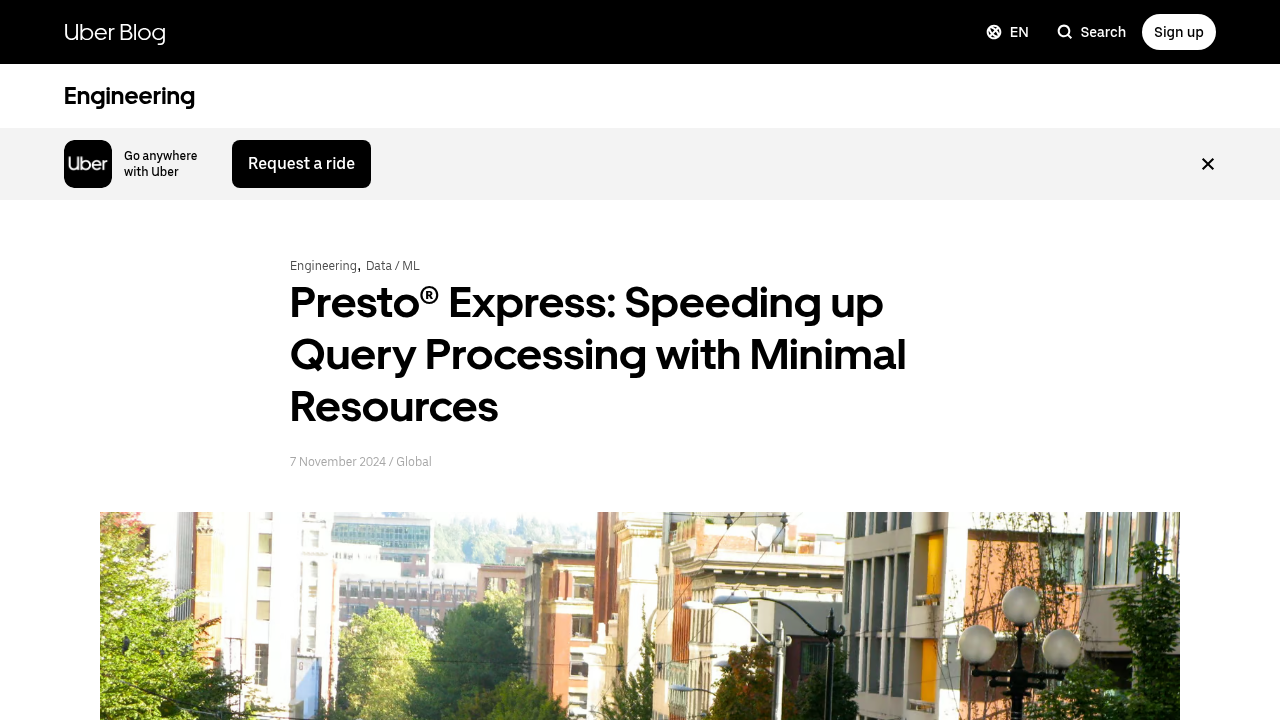 Uber Blog
EN
Search
Sign up
Engineering
Uber
Go anywhere
with Uber
Request a ride
Engineering, Data / ML
Presto® Express: Speeding up
Query Processing with Minimal
Resources
7 November 2024 / Global